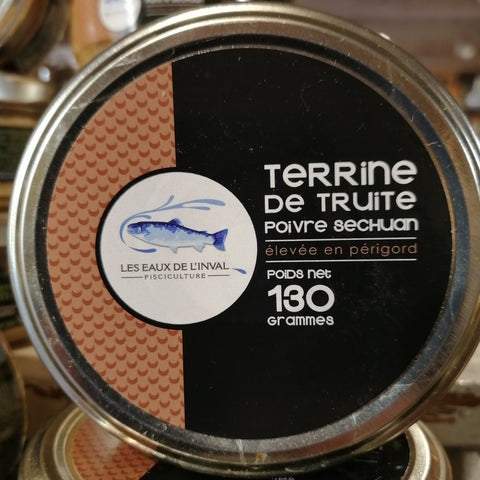 TERRINE
DE TRUITE
POIVRE SECHUAN
élevée en périgord
POIDS NET
130
GRAMMES
LES EAUX DE L'INVAL
PISCICULTURE